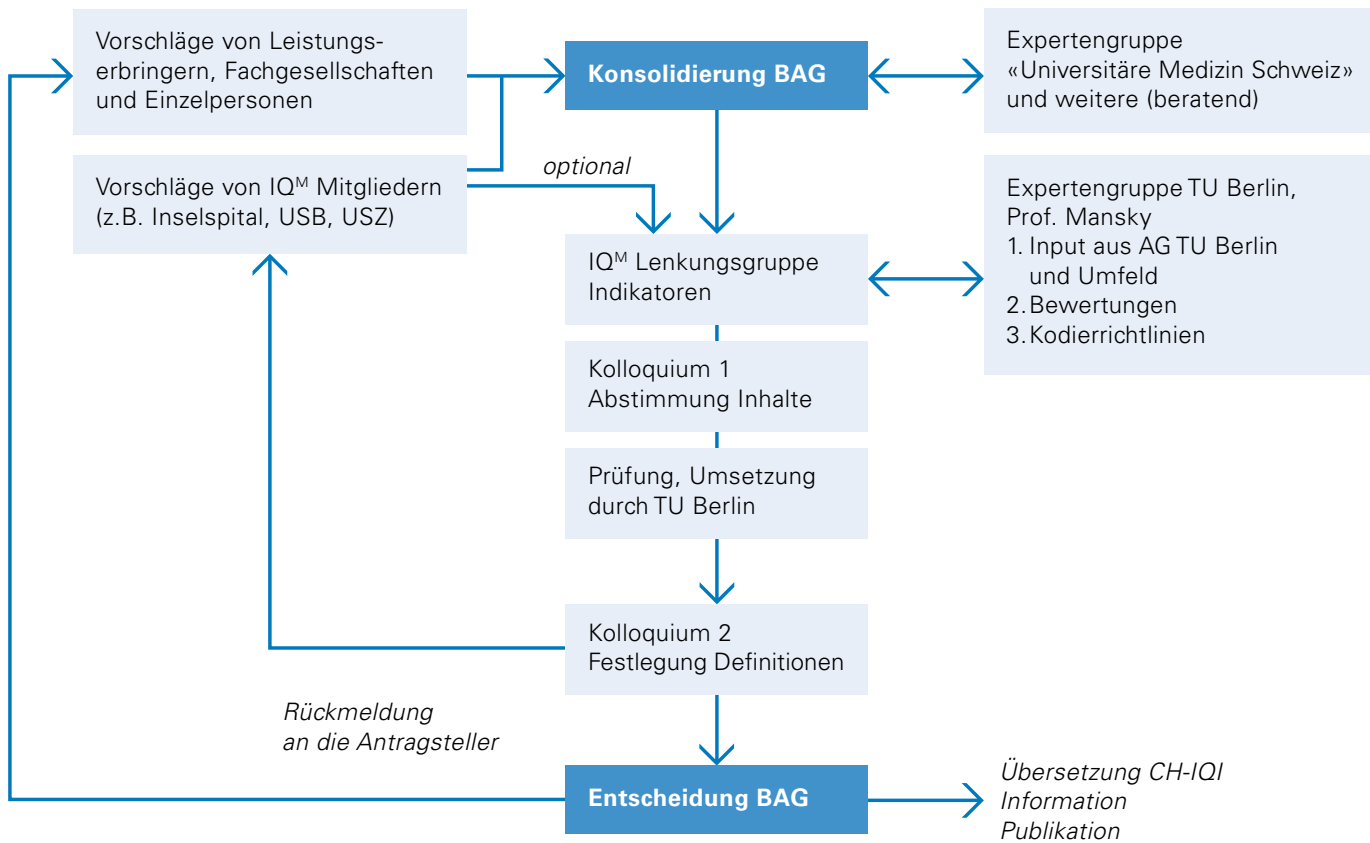 Vorschläge von Leistungs-
erbringern, Fachgesellschaften
und Einzelpersonen
Konsolidierung BAG
Expertengruppe
«Universitäre Medizin Schweiz»
und weitere (beratend)
Vorschläge von IQᴹ Mitgliedern
(z.B. Inselspital, USB, USZ)
optional
IQᴹ Lenkungsgruppe
Indikatoren
Expertengruppe TU Berlin,
Prof. Mansky
1. Input aus AG TU Berlin
und Umfeld
2. Bewertungen
3. Kodierrichtlinien
Kolloquium 1
Abstimmung Inhalte
Prüfung, Umsetzung
durch TU Berlin
Kolloquium 2
Festlegung Definitionen
Rückmeldung
an die Antragsteller
Entscheidung BAG
Übersetzung CH-IQI
Information
Publikation